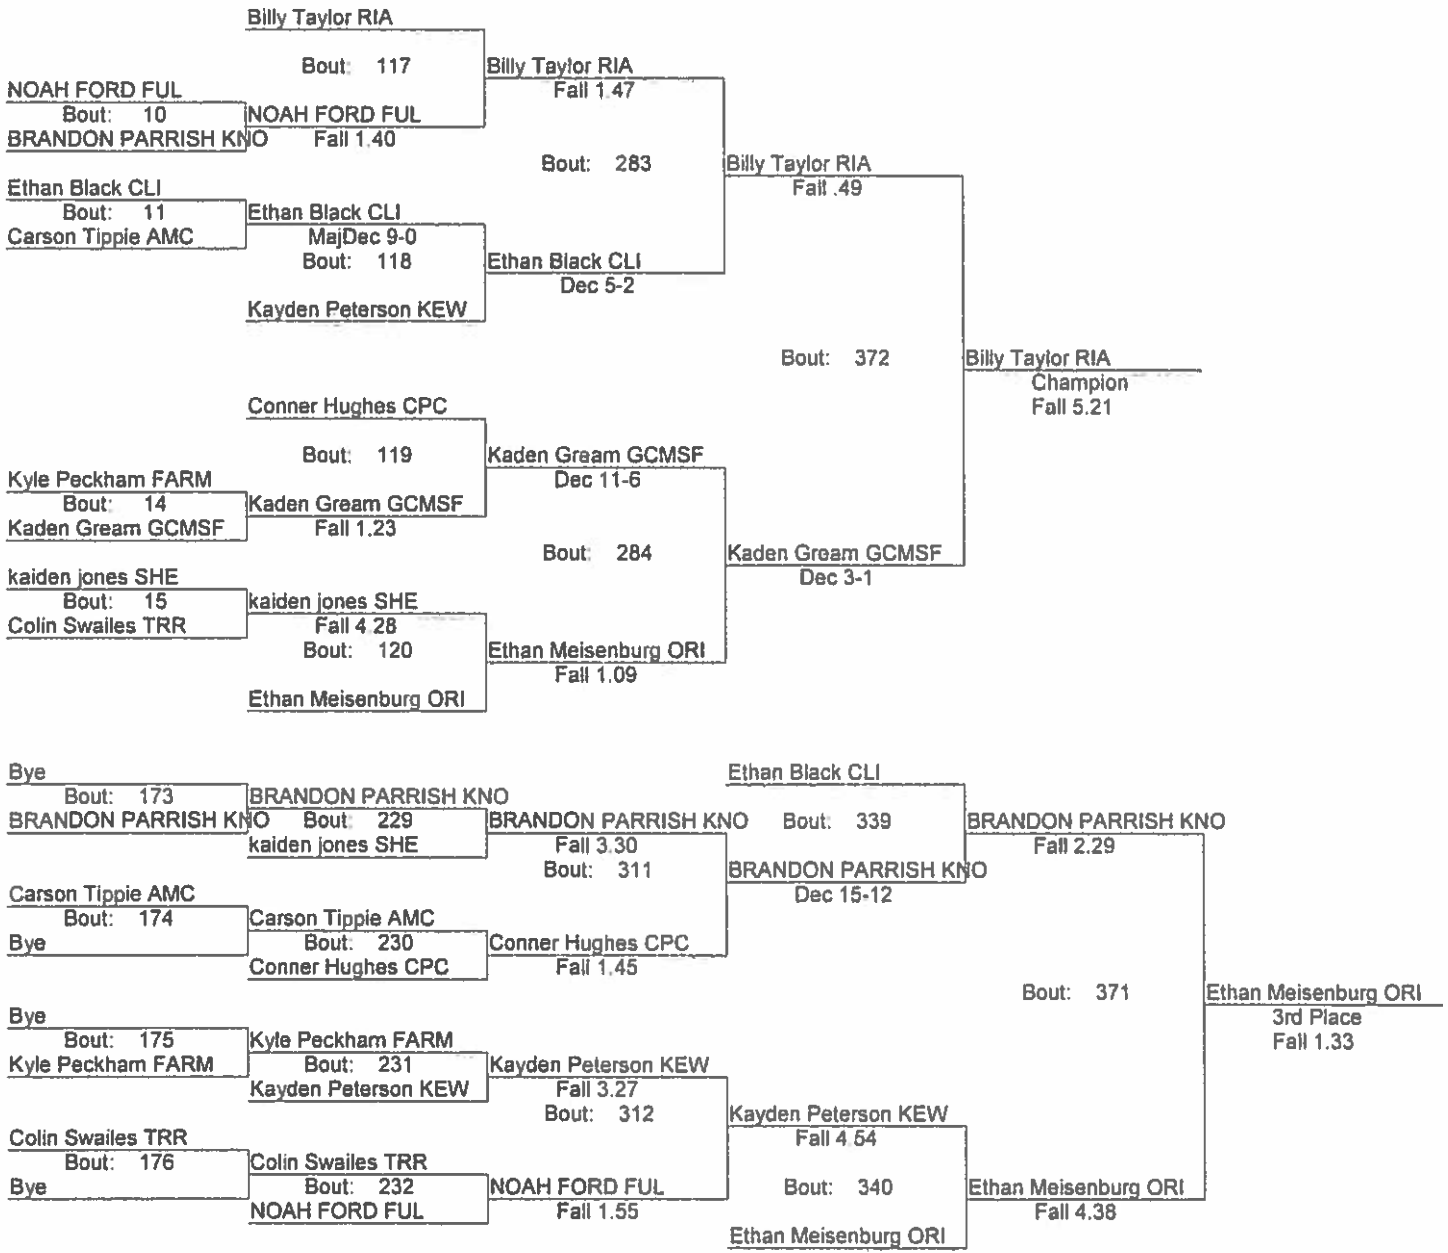 Billy Taylor RIA
Bout: 117
Billy Taylor RIA
Fall 1.47
NOAH FORD FUL
Bout: 10
NOAH FORD FUL
BRANDON PARRISH KNO
Fall 1.40
Bout: 283
Billy Taylor RIA
Fall .49
Ethan Black CLI
Bout: 11
Ethan Black CLI
Carson Tippie AMC
MajDec 9-0
Bout: 118
Ethan Black CLI
Dec 5-2
Kayden Peterson KEW
Bout: 372
Billy Taylor RIA
Champion
Fall 5.21
Conner Hughes CPC
Bout: 119
Kaden Gream GCMSF
Dec 11-6
Kyle Peckham FARM
Bout: 14
Kaden Gream GCMSF
Kaden Gream GCMSF
Fall 1.23
Bout: 284
Kaden Gream GCMSF
Dec 3-1
kaiden jones SHE
Bout: 15
kaiden jones SHE
Colin Swailes TRR
Fall 4.28
Bout: 120
Ethan Meisenburg ORI
Fall 1.09
Ethan Meisenburg ORI
Bye
Bout: 173
BRANDON PARRISH KNO
BRANDON PARRISH KNO
Bout: 229
kaiden jones SHE
BRANDON PARRISH KNO
Fall 3.30
Bout: 311
Ethan Black CLI
Bout: 339
BRANDON PARRISH KNO
Fall 2.29
BRANDON PARRISH KNO
Dec 15-12
Carson Tippie AMC
Bout: 174
Bye
Carson Tippie AMC
Bout: 230
Conner Hughes CPC
Conner Hughes CPC
Fall 1.45
Bout: 371
Ethan Meisenburg ORI
3rd Place
Fall 1.33
Bye
Bout: 175
Kyle Peckham FARM
Kyle Peckham FARM
Bout: 231
Kayden Peterson KEW
Kayden Peterson KEW
Fall 3.27
Bout: 312
Kayden Peterson KEW
Fall 4.54
Colin Swailes TRR
Bout: 176
Bye
Colin Swailes TRR
Bout: 232
NOAH FORD FUL
NOAH FORD FUL
Fall 1.55
Bout: 340
Ethan Meisenburg ORI
Fall 4.38
Ethan Meisenburg ORI